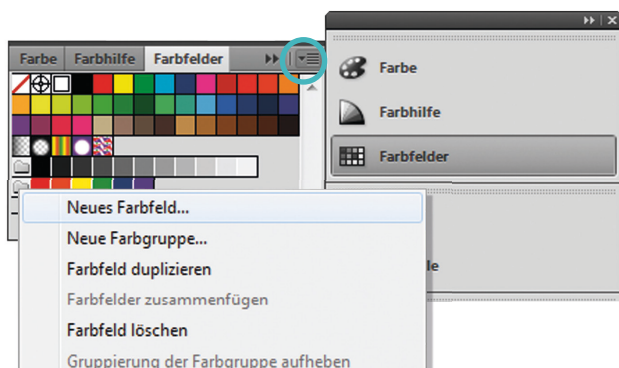 Farbe Farbhilfe Farbfelder
Farbe
Farbhilfe
Farbfelder
Neues Farbfeld...
Neue Farbgruppe...
Farbfeld duplizieren
Farbfelder zusammenfügen
Farbfeld löschen
Gruppierung der Farbgruppe aufheben
le